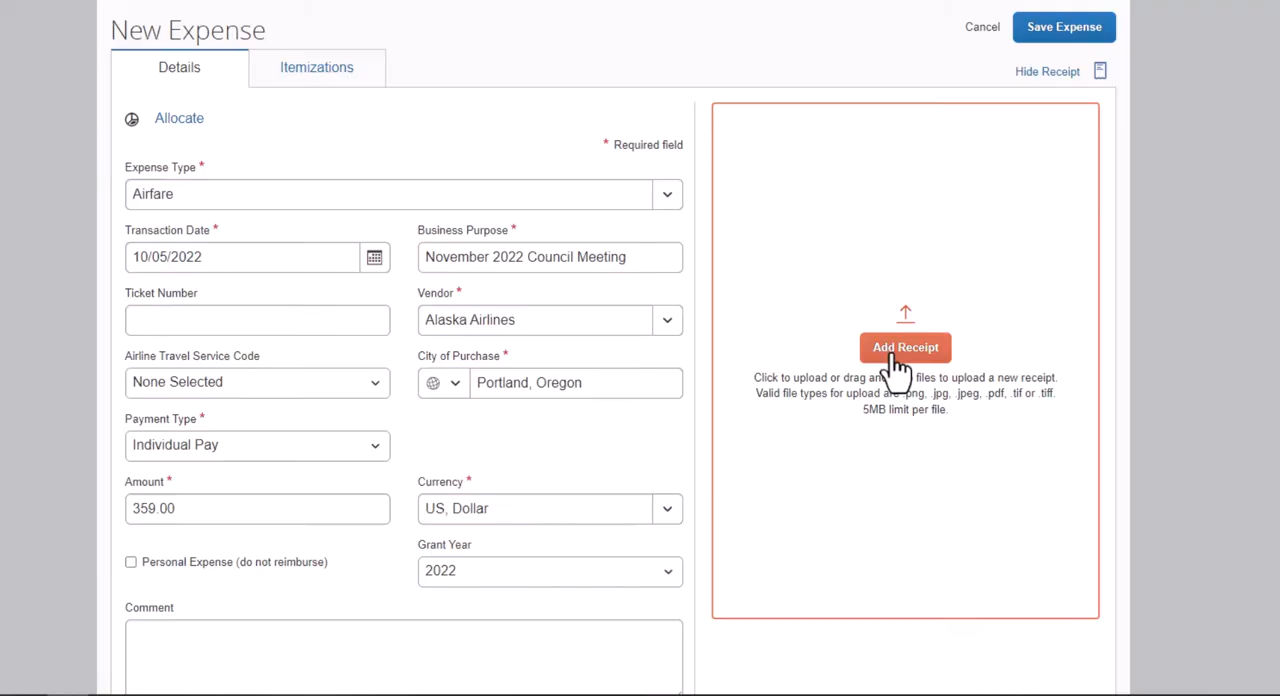 New Expense
Cancel
Save Expense
Details
Itemizations
Hide Receipt
Allocate
* Required field
Expense Type *
Airfare
Transaction Date *
Business Purpose *
10/05/2022
November 2022 Council Meeting
Ticket Number
Vendor *
Alaska Airlines
Airline Travel Service Code
City of Purchase *
None Selected
Portland, Oregon
Payment Type *
Individual Pay
Amount *
Currency *
359.00
US, Dollar
Personal Expense (do not reimburse)
Grant Year
2022
Comment
Add Receipt
Click to upload or drag files to upload a new receipt.
Valid file types for upload are .png, .jpg, .jpeg, .pdf, .tif or .tiff.
5MB limit per file.